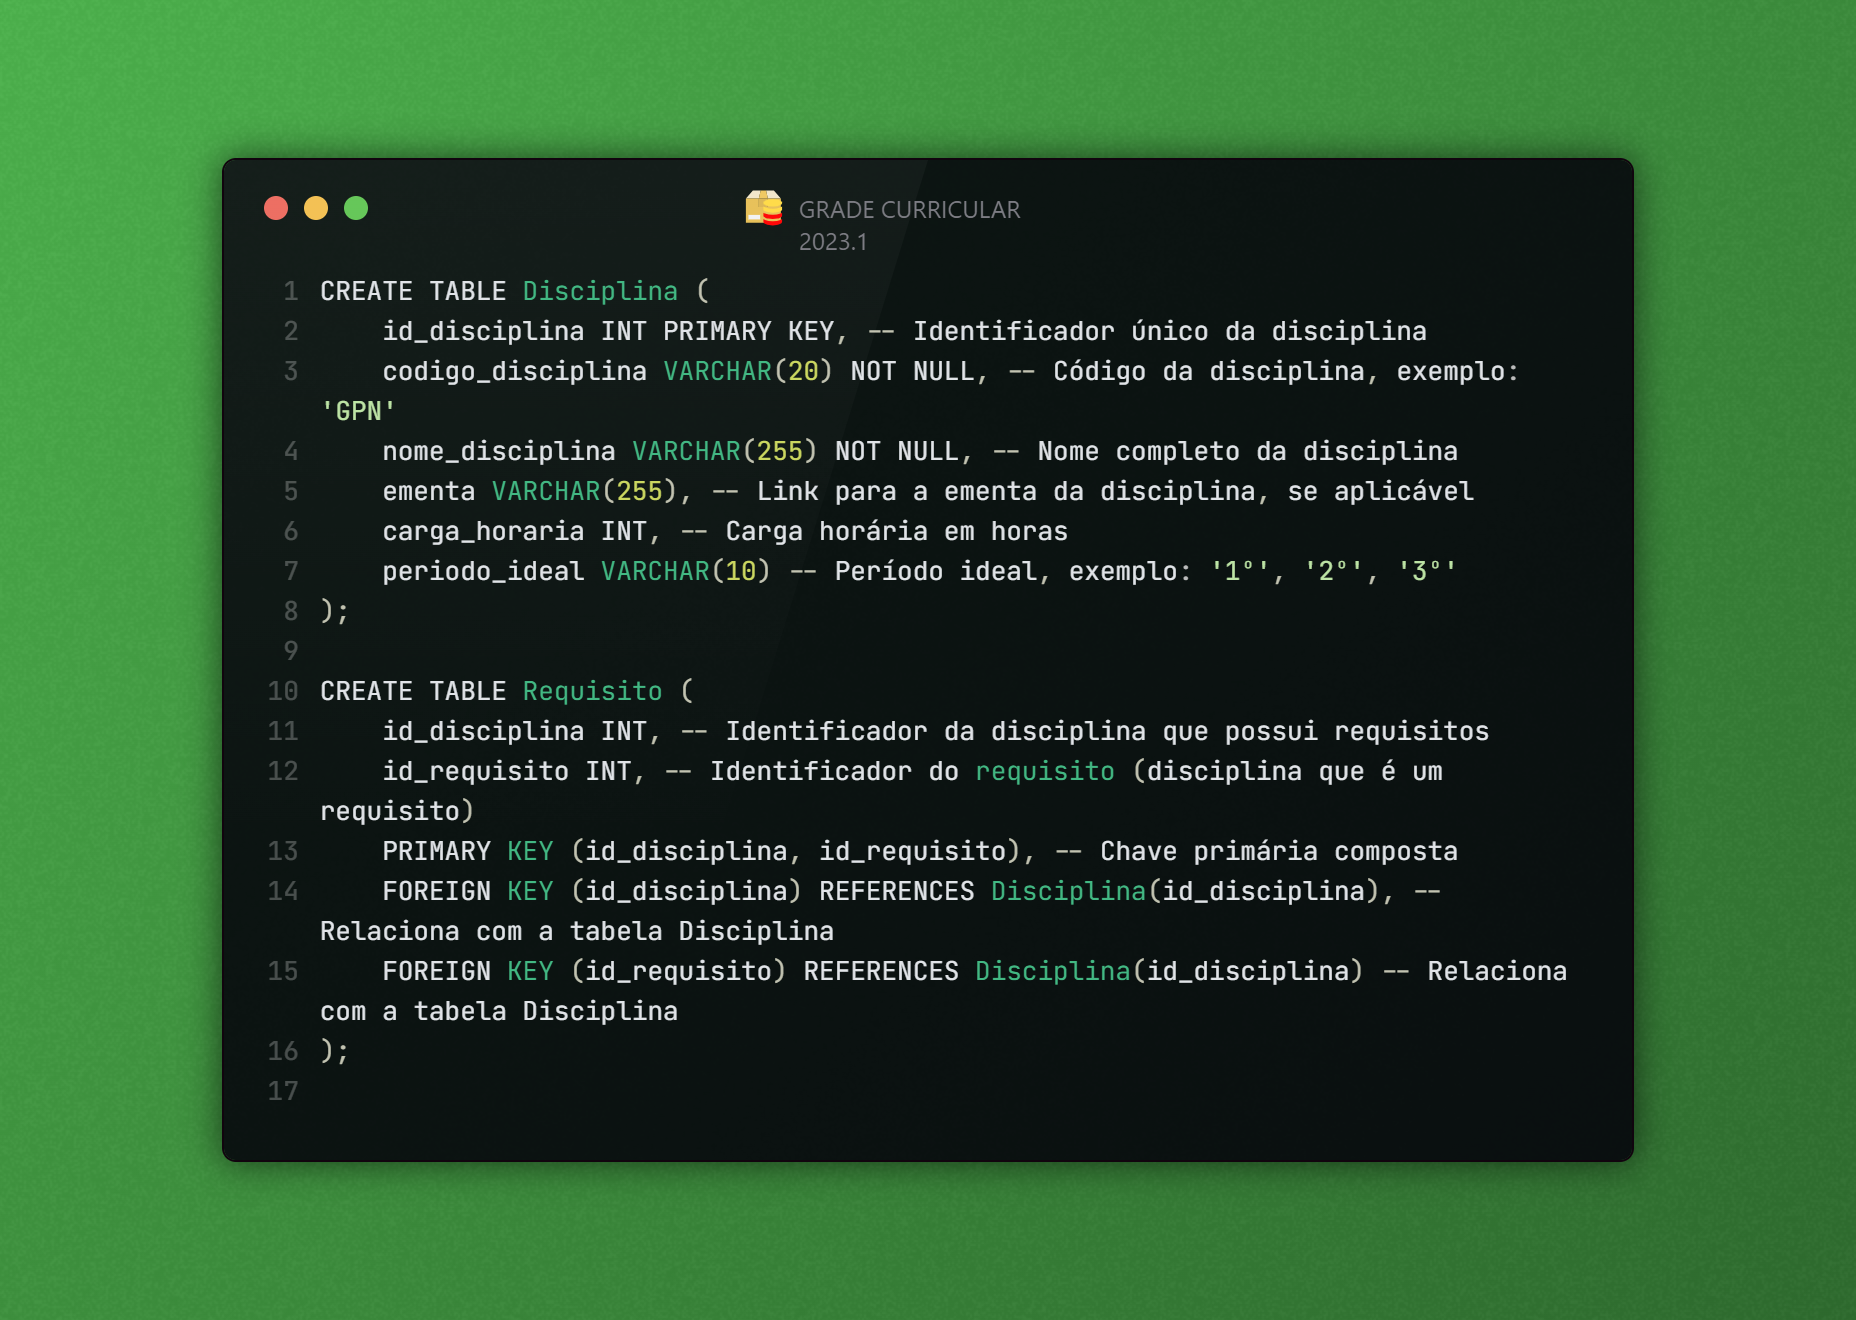 GRADE CURRICULAR
2023.1
1 CREATE TABLE Disciplina (
2     id_disciplina INT PRIMARY KEY, -- Identificador único da disciplina
3     codigo_disciplina VARCHAR(20) NOT NULL, -- Código da disciplina, exemplo:
'GPN'
4     nome_disciplina VARCHAR(255) NOT NULL, -- Nome completo da disciplina
5     ementa VARCHAR(255), -- Link para a ementa da disciplina, se aplicável
6     carga_horaria INT, -- Carga horária em horas
7     periodo_ideal VARCHAR(10) -- Período ideal, exemplo: '1º', '2º', '3º'
8 );
9
10 CREATE TABLE Requisito (
11     id_disciplina INT, -- Identificador da disciplina que possui requisitos
12     id_requisito INT, -- Identificador do requisito (disciplina que é um
requisito)
13     PRIMARY KEY (id_disciplina, id_requisito), -- Chave primária composta
14     FOREIGN KEY (id_disciplina) REFERENCES Disciplina(id_disciplina), --
Relaciona com a tabela Disciplina
15     FOREIGN KEY (id_requisito) REFERENCES Disciplina(id_disciplina) -- Relaciona
com a tabela Disciplina
16 );
17